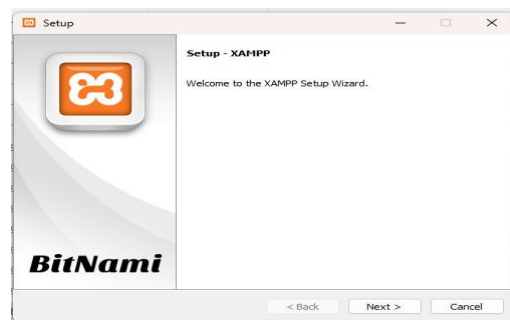 Setup
Setup - XAMPP
Welcome to the XAMPP Setup Wizard.
BitNami
< Back
Next >
Cancel